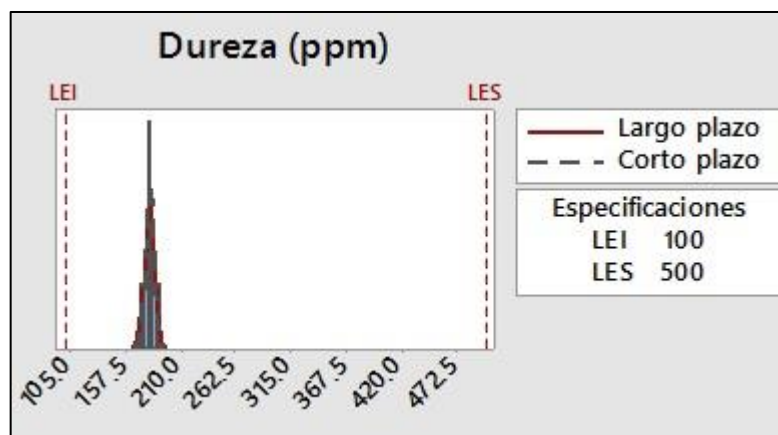 Dureza (ppm)
LEI LES
Largo plazo
Corto plazo
Especificaciones
LEI 100
LES 500
105.0 157.5 210.0 262.5 315.0 367.5 420.0 472.5